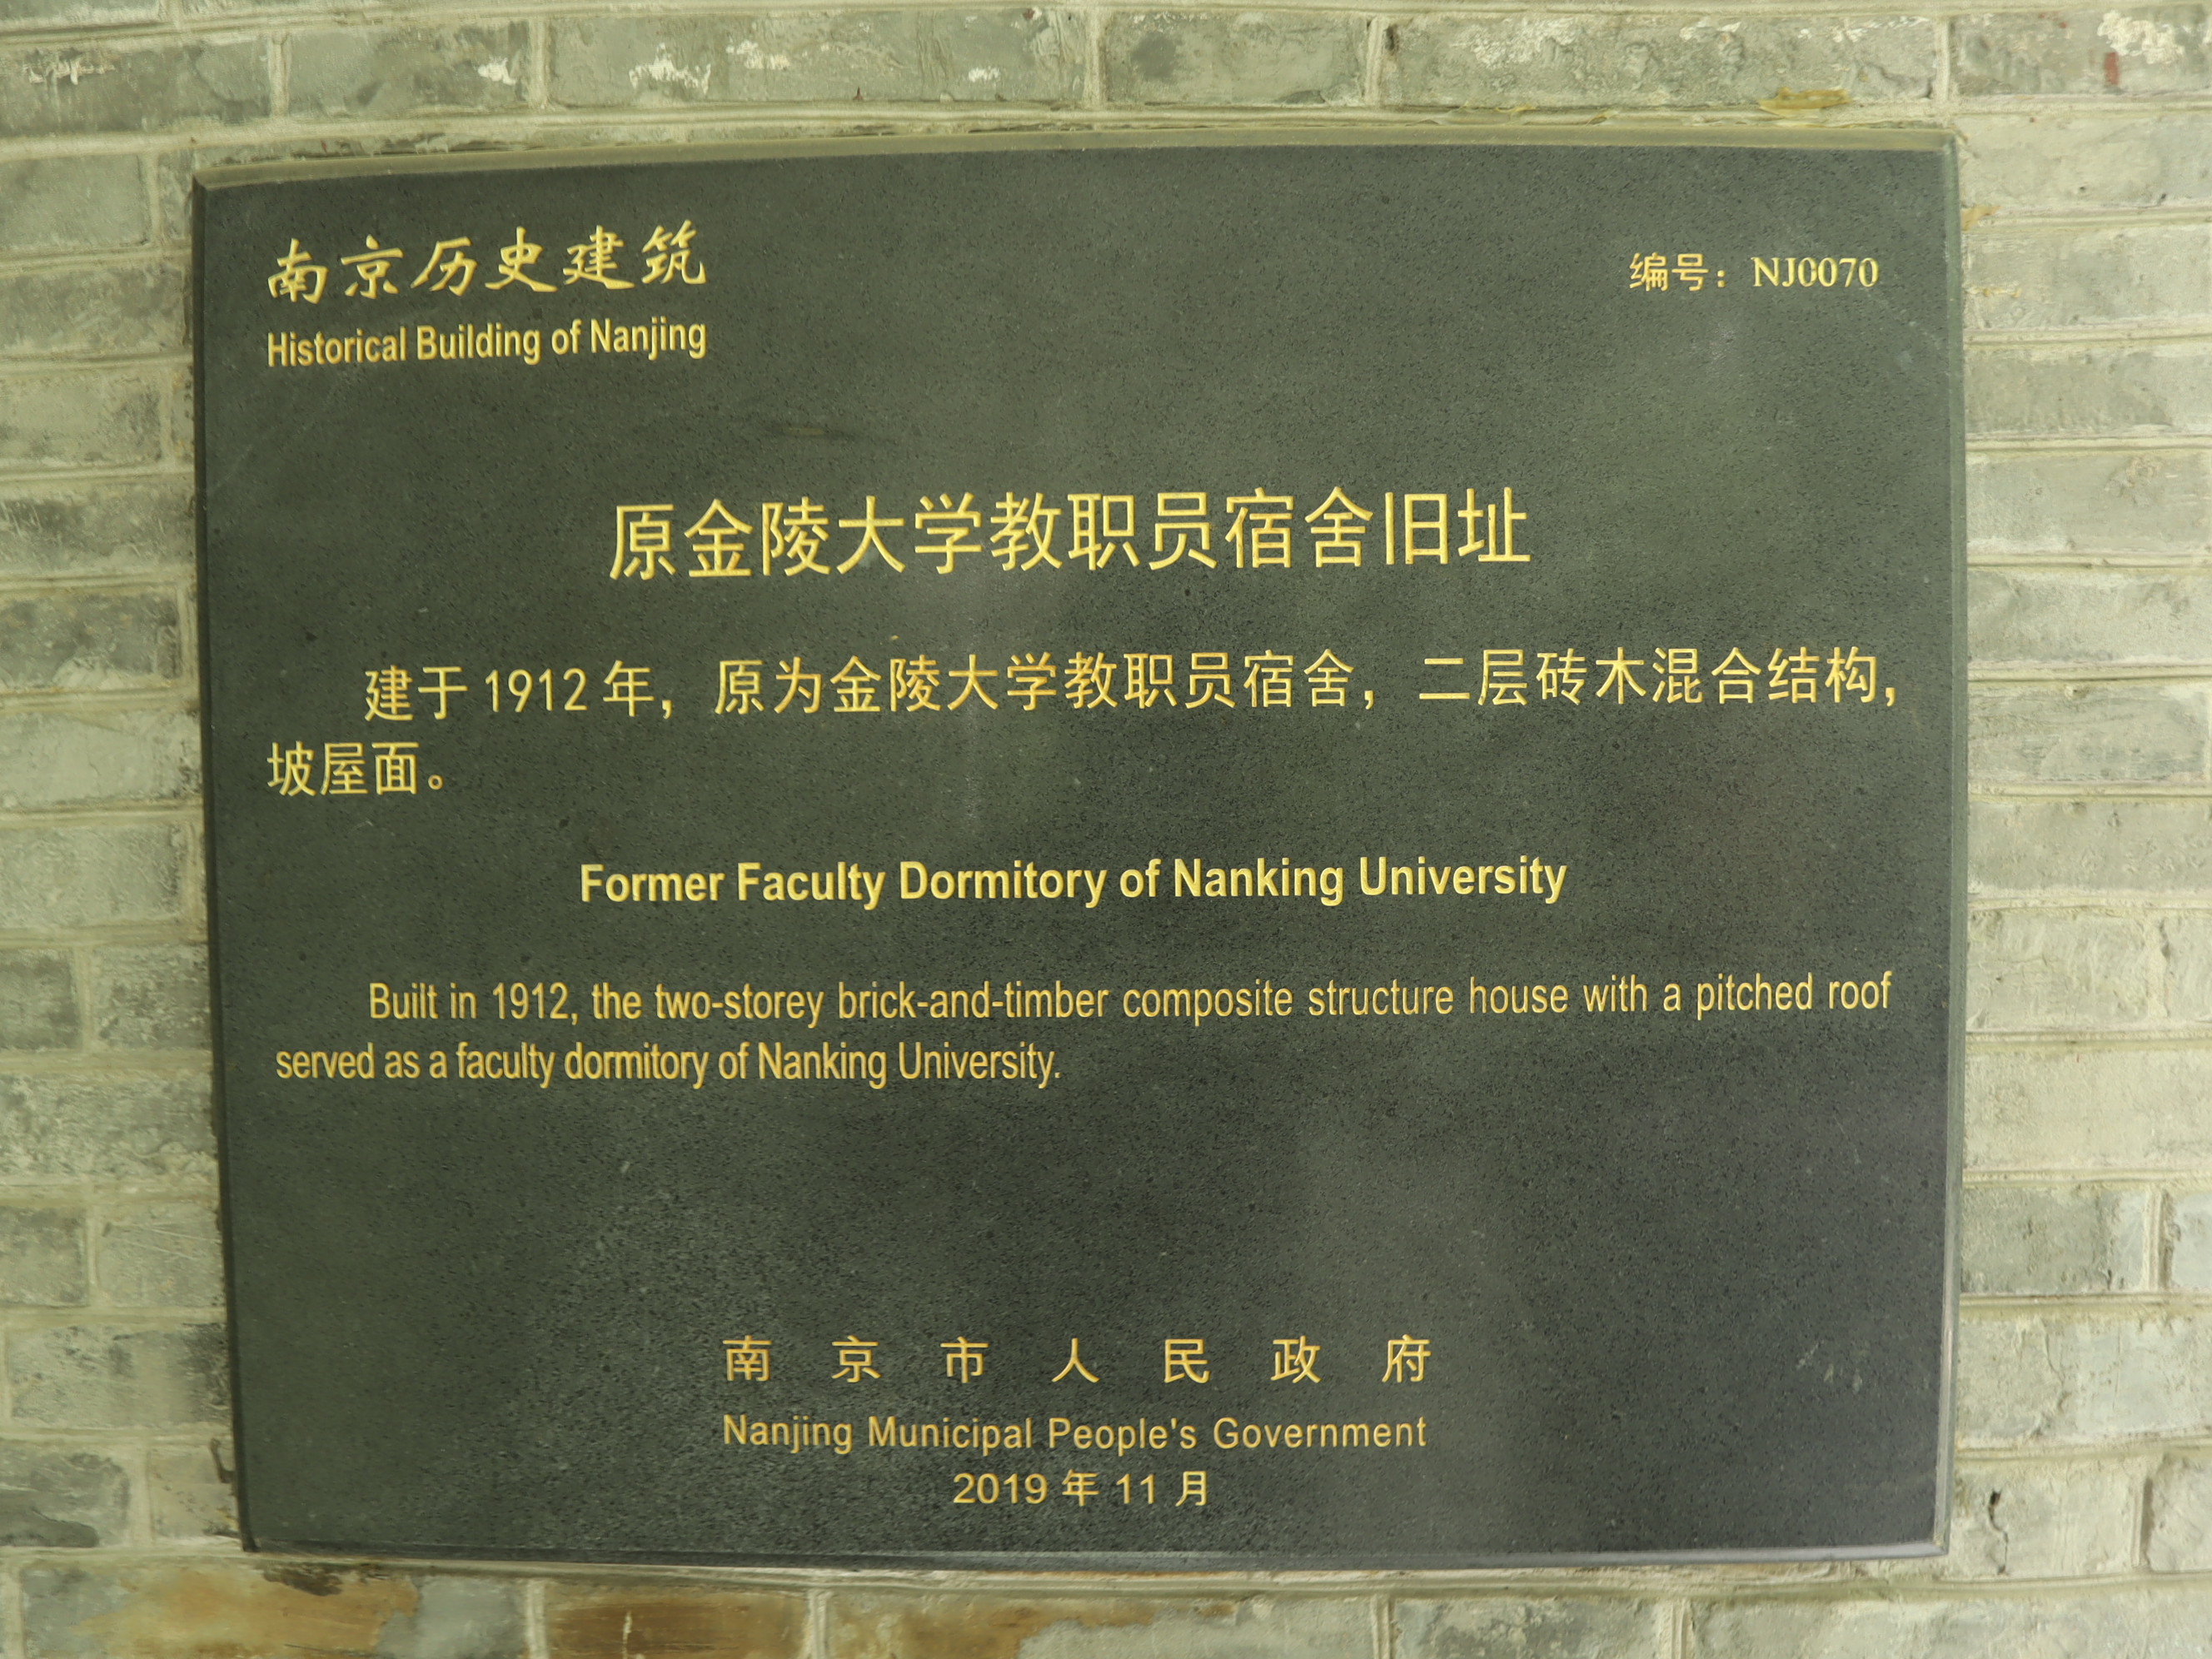 南京历史建筑
编号：NJ0070
Historical Building of Nanjing
原金陵大学教职员宿舍旧址
建于1912年，原为金陵大学教职员宿舍，二层砖木混合结构，
坡屋面。
Former Faculty Dormitory of Nanking University
Built in 1912, the two-storey brick-and-timber composite structure house with a pitched roof
served as a faculty dormitory of Nanking University.
南京市人民政府
Nanjing Municipal People's Government
2019年11月